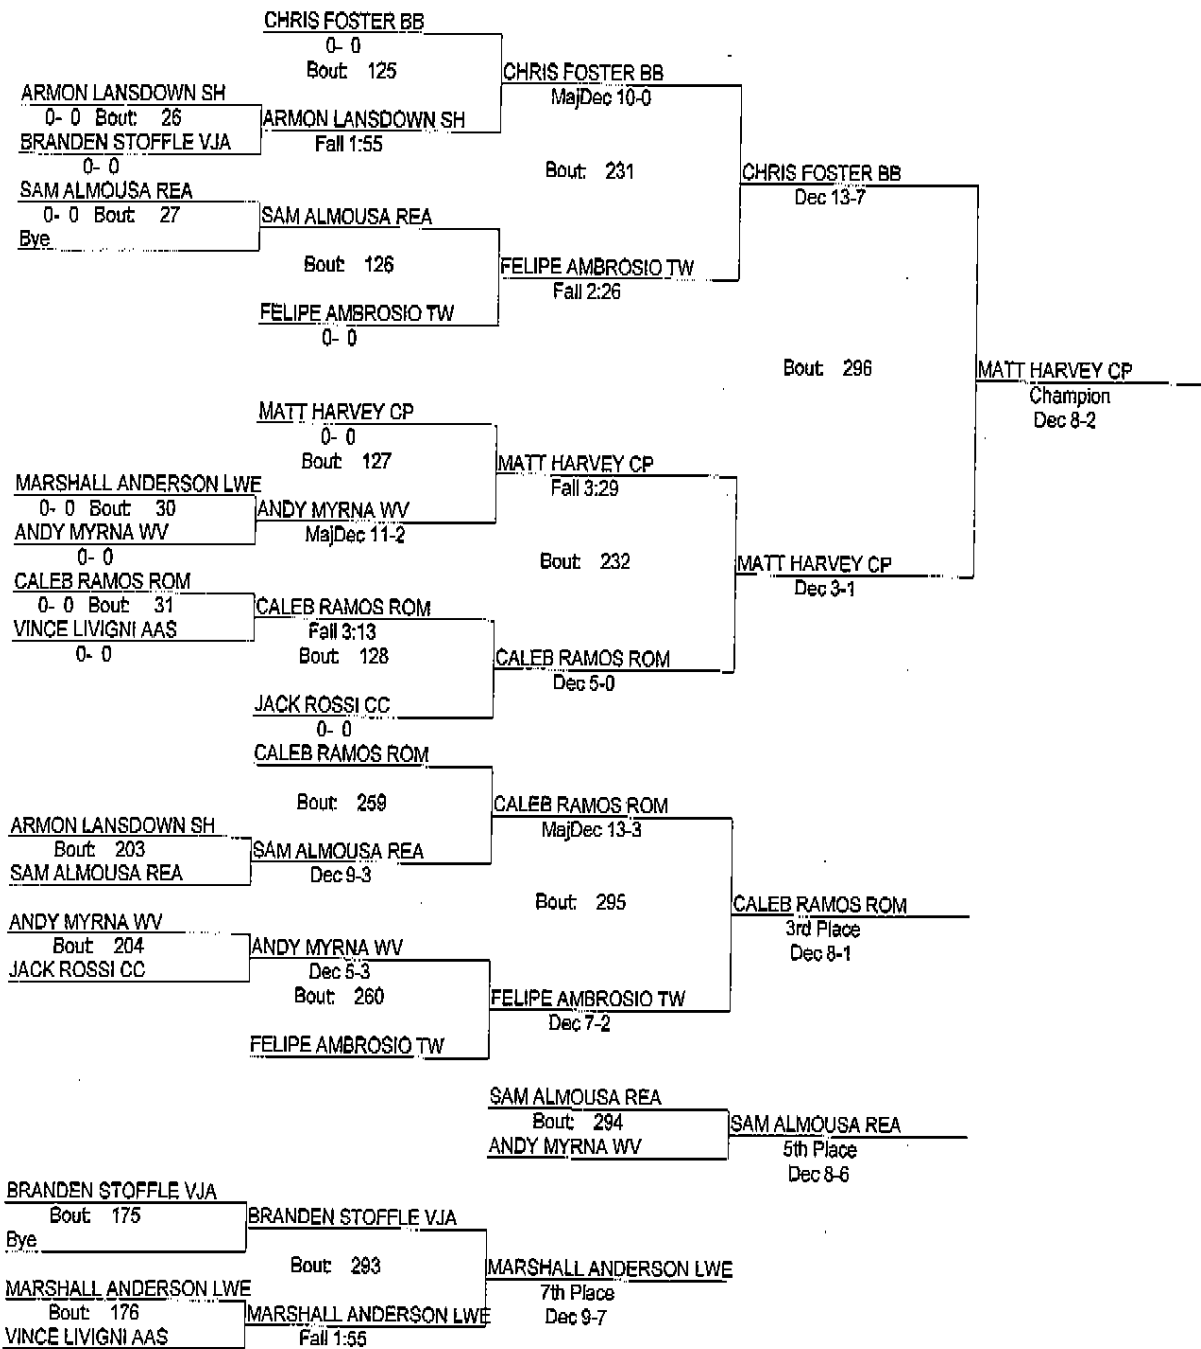 CHRIS FOSTER BB
0- 0
Bout: 125
CHRIS FOSTER BB
MajDec 10-0
ARMON LANSDOWN SH
0- 0 Bout: 26
ARMON LANSDOWN SH
Fall 1:55
BRANDEN STOFFLE VJA
0- 0
Bout: 231
CHRIS FOSTER BB
Dec 13-7
SAM ALMOUSA REA
0- 0 Bout: 27
SAM ALMOUSA REA
Bye
Bout: 126
FELIPE AMBROSIO TW
Fall 2:26
FELIPE AMBROSIO TW
0- 0
Bout: 296
MATT HARVEY CP
Champion
Dec 8-2
MATT HARVEY CP
0- 0
Bout: 127
MATT HARVEY CP
Fall 3:29
MARSHALL ANDERSON LWE
0- 0 Bout: 30
ANDY MYRNA WV
MajDec 11-2
ANDY MYRNA WV
0- 0
Bout: 232
MATT HARVEY CP
Dec 3-1
CALEB RAMOS ROM
0- 0 Bout: 31
CALEB RAMOS ROM
Fall 3:13
VINCE LIVIGNI AAS
0- 0
Bout: 128
CALEB RAMOS ROM
Dec 5-0
JACK ROSSI CC
0- 0
CALEB RAMOS ROM
Bout: 259
CALEB RAMOS ROM
MajDec 13-3
ARMON LANSDOWN SH
Bout: 203
SAM ALMOUSA REA
Dec 9-3
SAM ALMOUSA REA
Bout: 295
CALEB RAMOS ROM
3rd Place
Dec 8-1
ANDY MYRNA WV
Bout: 204
ANDY MYRNA WV
Dec 5-3
JACK ROSSI CC
Bout: 260
FELIPE AMBROSIO TW
Dec 7-2
FELIPE AMBROSIO TW
SAM ALMOUSA REA
Bout: 294
SAM ALMOUSA REA
5th Place
Dec 8-6
ANDY MYRNA WV
BRANDEN STOFFLE VJA
Bout: 175
BRANDEN STOFFLE VJA
Bye
Bout: 293
MARSHALL ANDERSON LWE
7th Place
Dec 9-7
MARSHALL ANDERSON LWE
Bout: 176
MARSHALL ANDERSON LWE
Fall 1:55
VINCE LIVIGNI AAS